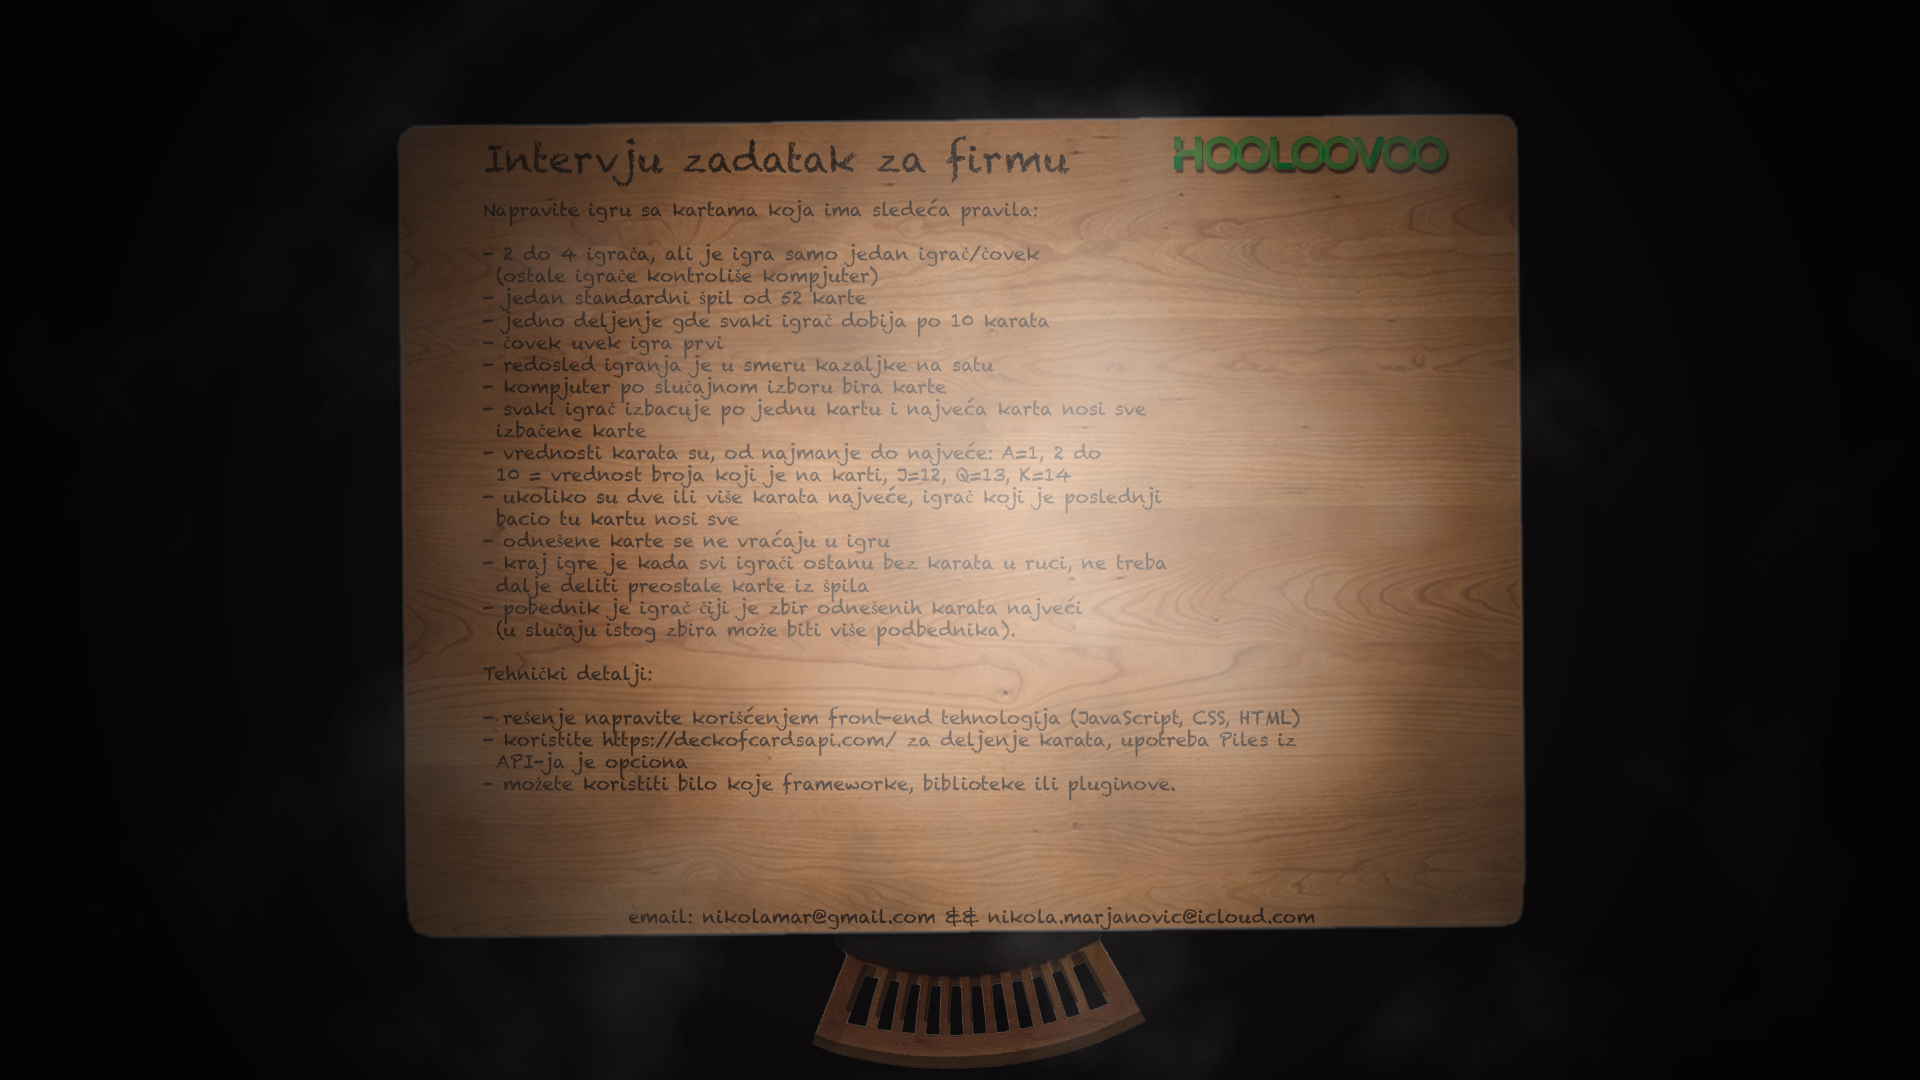 Intervju zadatak za firmu HOOLOOVOO
Napravite igru sa kartama koja ima sledeća pravila:
- 2 do 4 igrača, ali je igra samo jedan igrač/čovek
(ostale igrače kontroliše kompjuter)
- jedan standardni špil od 52 karte
- jedno deljenje gde svaki igrač dobija po 10 karata
- čovek uvek igra prvi
- redosled igranja je u smeru kazaljke na satu
- kompjuter po slučajnom izboru bira karte
- svaki igrač izbacuje po jednu kartu i najveća karta nosi sve
izbačene karte
- vrednosti karata su, od najmanje do najveće: A=1, 2 do
10 = vrednost broja koji je na karti, J=12, Q=13, K=14
- ukoliko su dve ili više karata najveće, igrač koji je poslednji
bacio tu kartu nosi sve
- odnešene karte se ne vraćaju u igru
- kraj igre je kada svi igrači ostanu bez karata u ruci, ne treba
dalje deliti preostale karte iz špila
- pobednik je igrač čiji je zbir odnešenih karata najveći
(u slučaju istog zbira može biti više podbednika).
Tehnički detalji:
- rešenje napravite korišćenjem front-end tehnologija (JavaScript, CSS, HTML)
- koristite https://deckofcardsapi.com/ za deljenje karata, upotreba Piles iz
API-ja je opciona
- možete koristiti bilo koje frameworke, biblioteke ili pluginove.
email: nikolamar@gmail.com && nikola.marjanovic@icloud.com